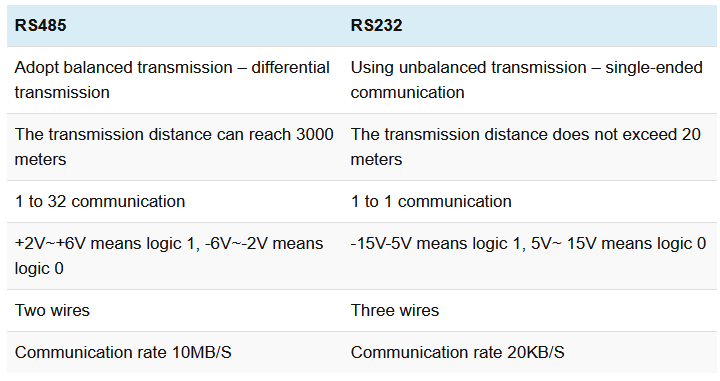 RS485 RS232
Adopt balanced transmission – differential
transmission
Using unbalanced transmission – single-ended
communication
The transmission distance can reach 3000
meters
The transmission distance does not exceed 20
meters
1 to 32 communication
1 to 1 communication
+2V~+6V means logic 1, -6V~-2V means
logic 0
-15V-5V means logic 1, 5V~ 15V means logic 0
Two wires
Three wires
Communication rate 10MB/S
Communication rate 20KB/S